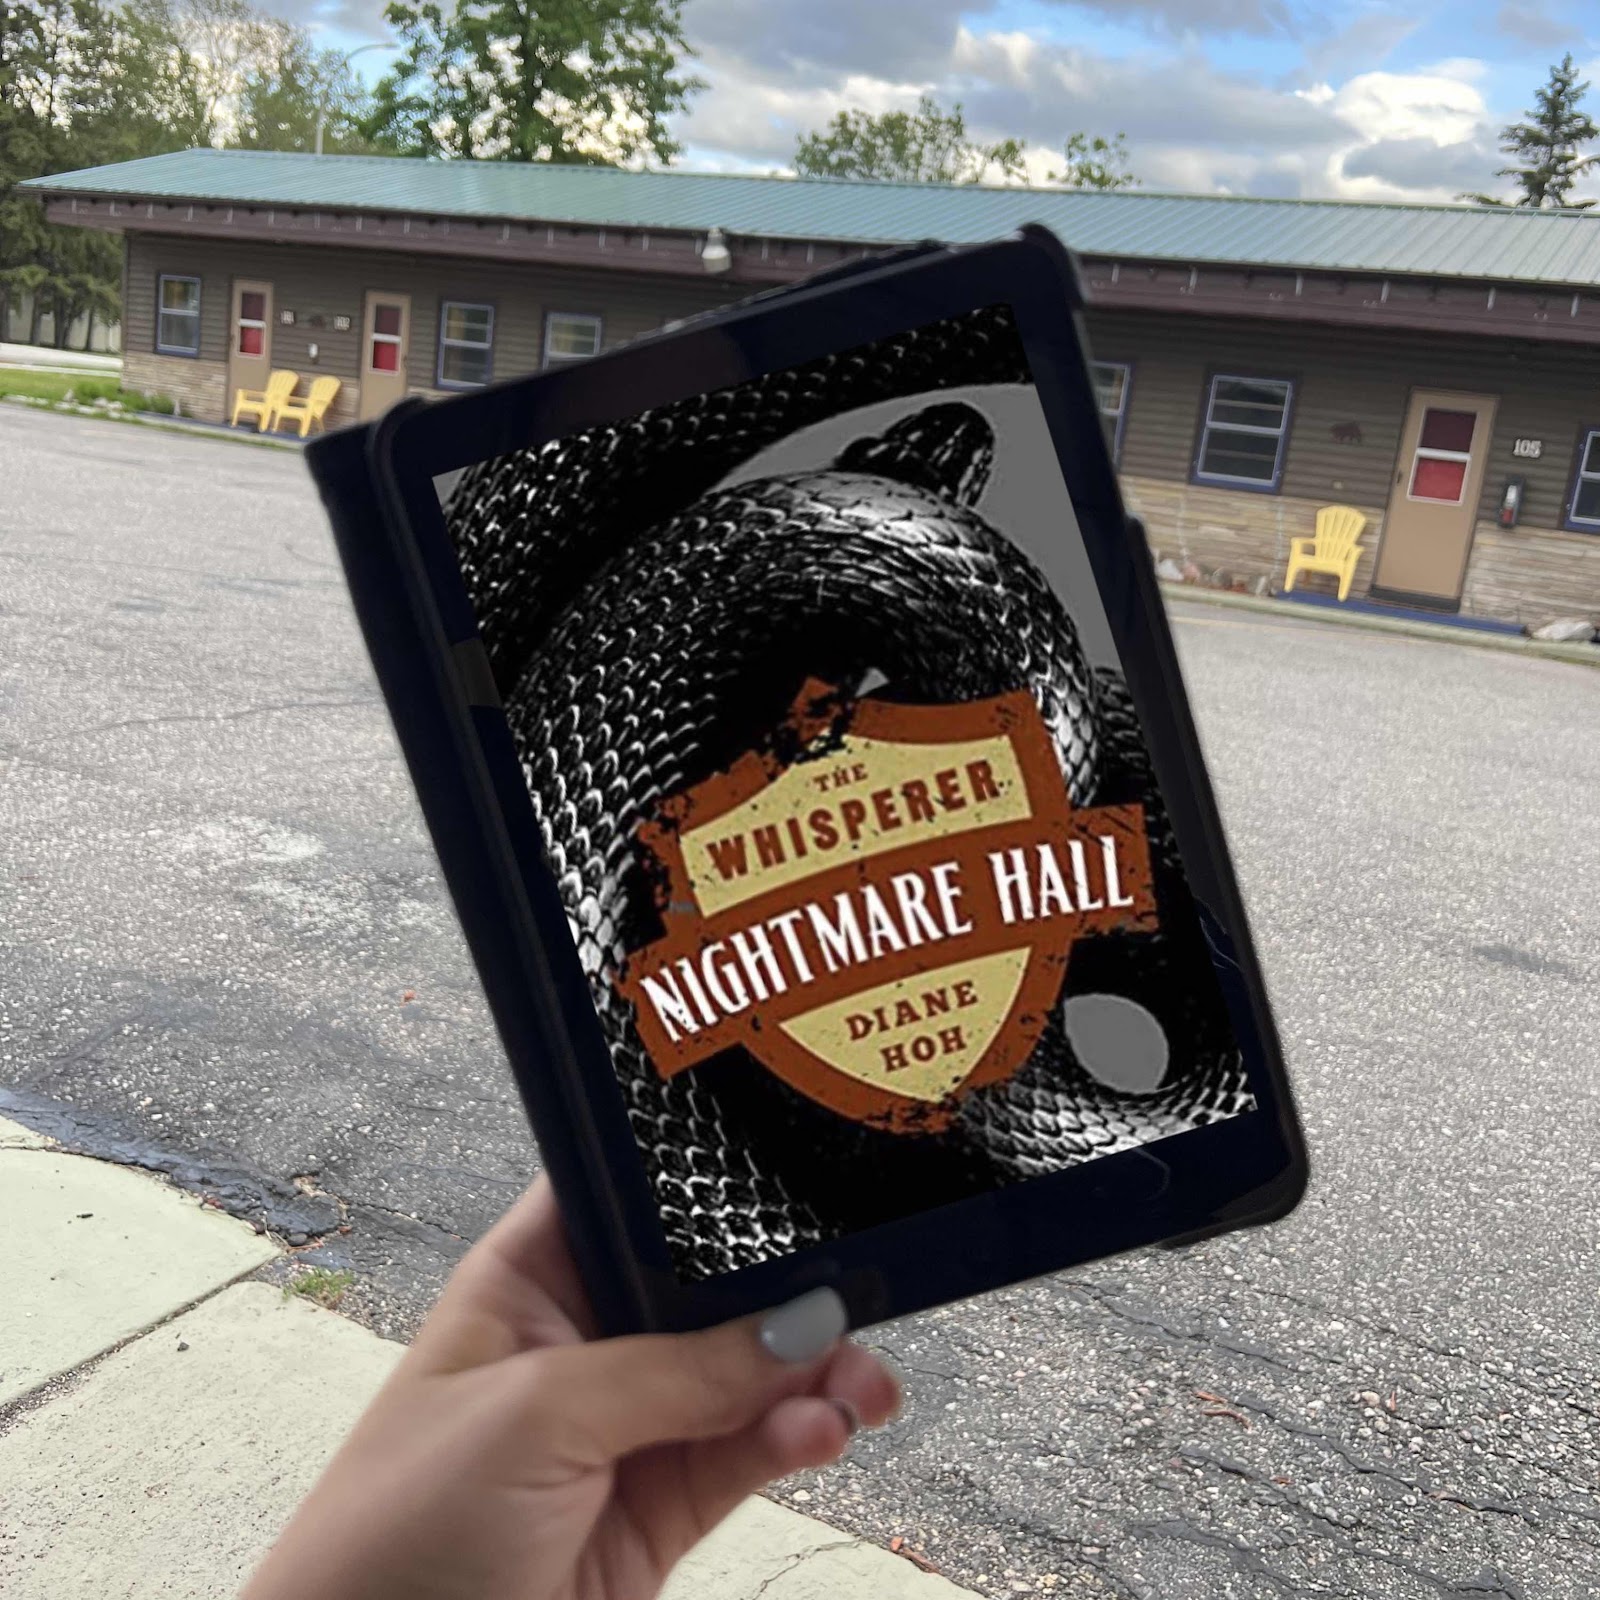 THE
WHISPERER
NIGHTMARE HALL
DIANE
HOH
105